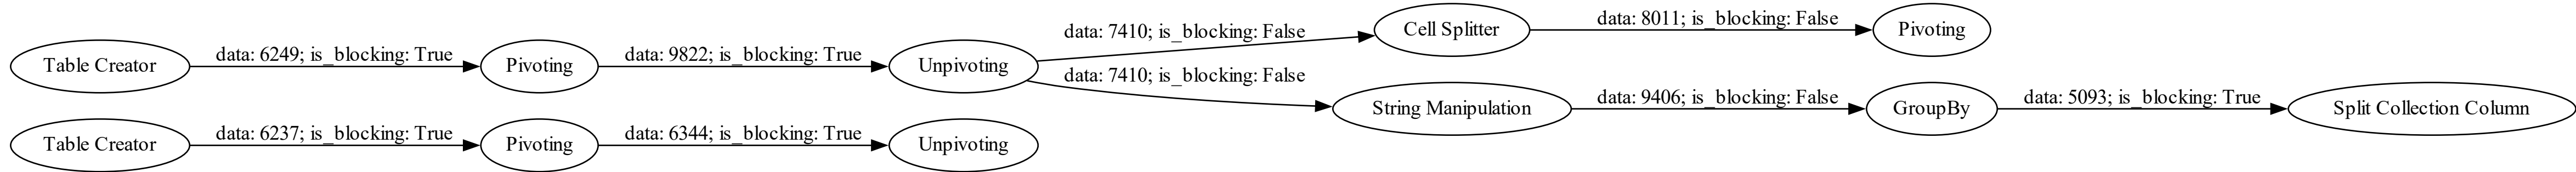 Table Creator
data: 6249; is_blocking: True
Pivoting
data: 9822; is_blocking: True
Unpivoting
data: 7410; is_blocking: False
Cell Splitter
data: 8011; is_blocking: False
Pivoting
data: 7410; is_blocking: False
String Manipulation
data: 9406; is_blocking: False
GroupBy
data: 5093; is_blocking: True
Split Collection Column
Table Creator
data: 6237; is_blocking: True
Pivoting
data: 6344; is_blocking: True
Unpivoting